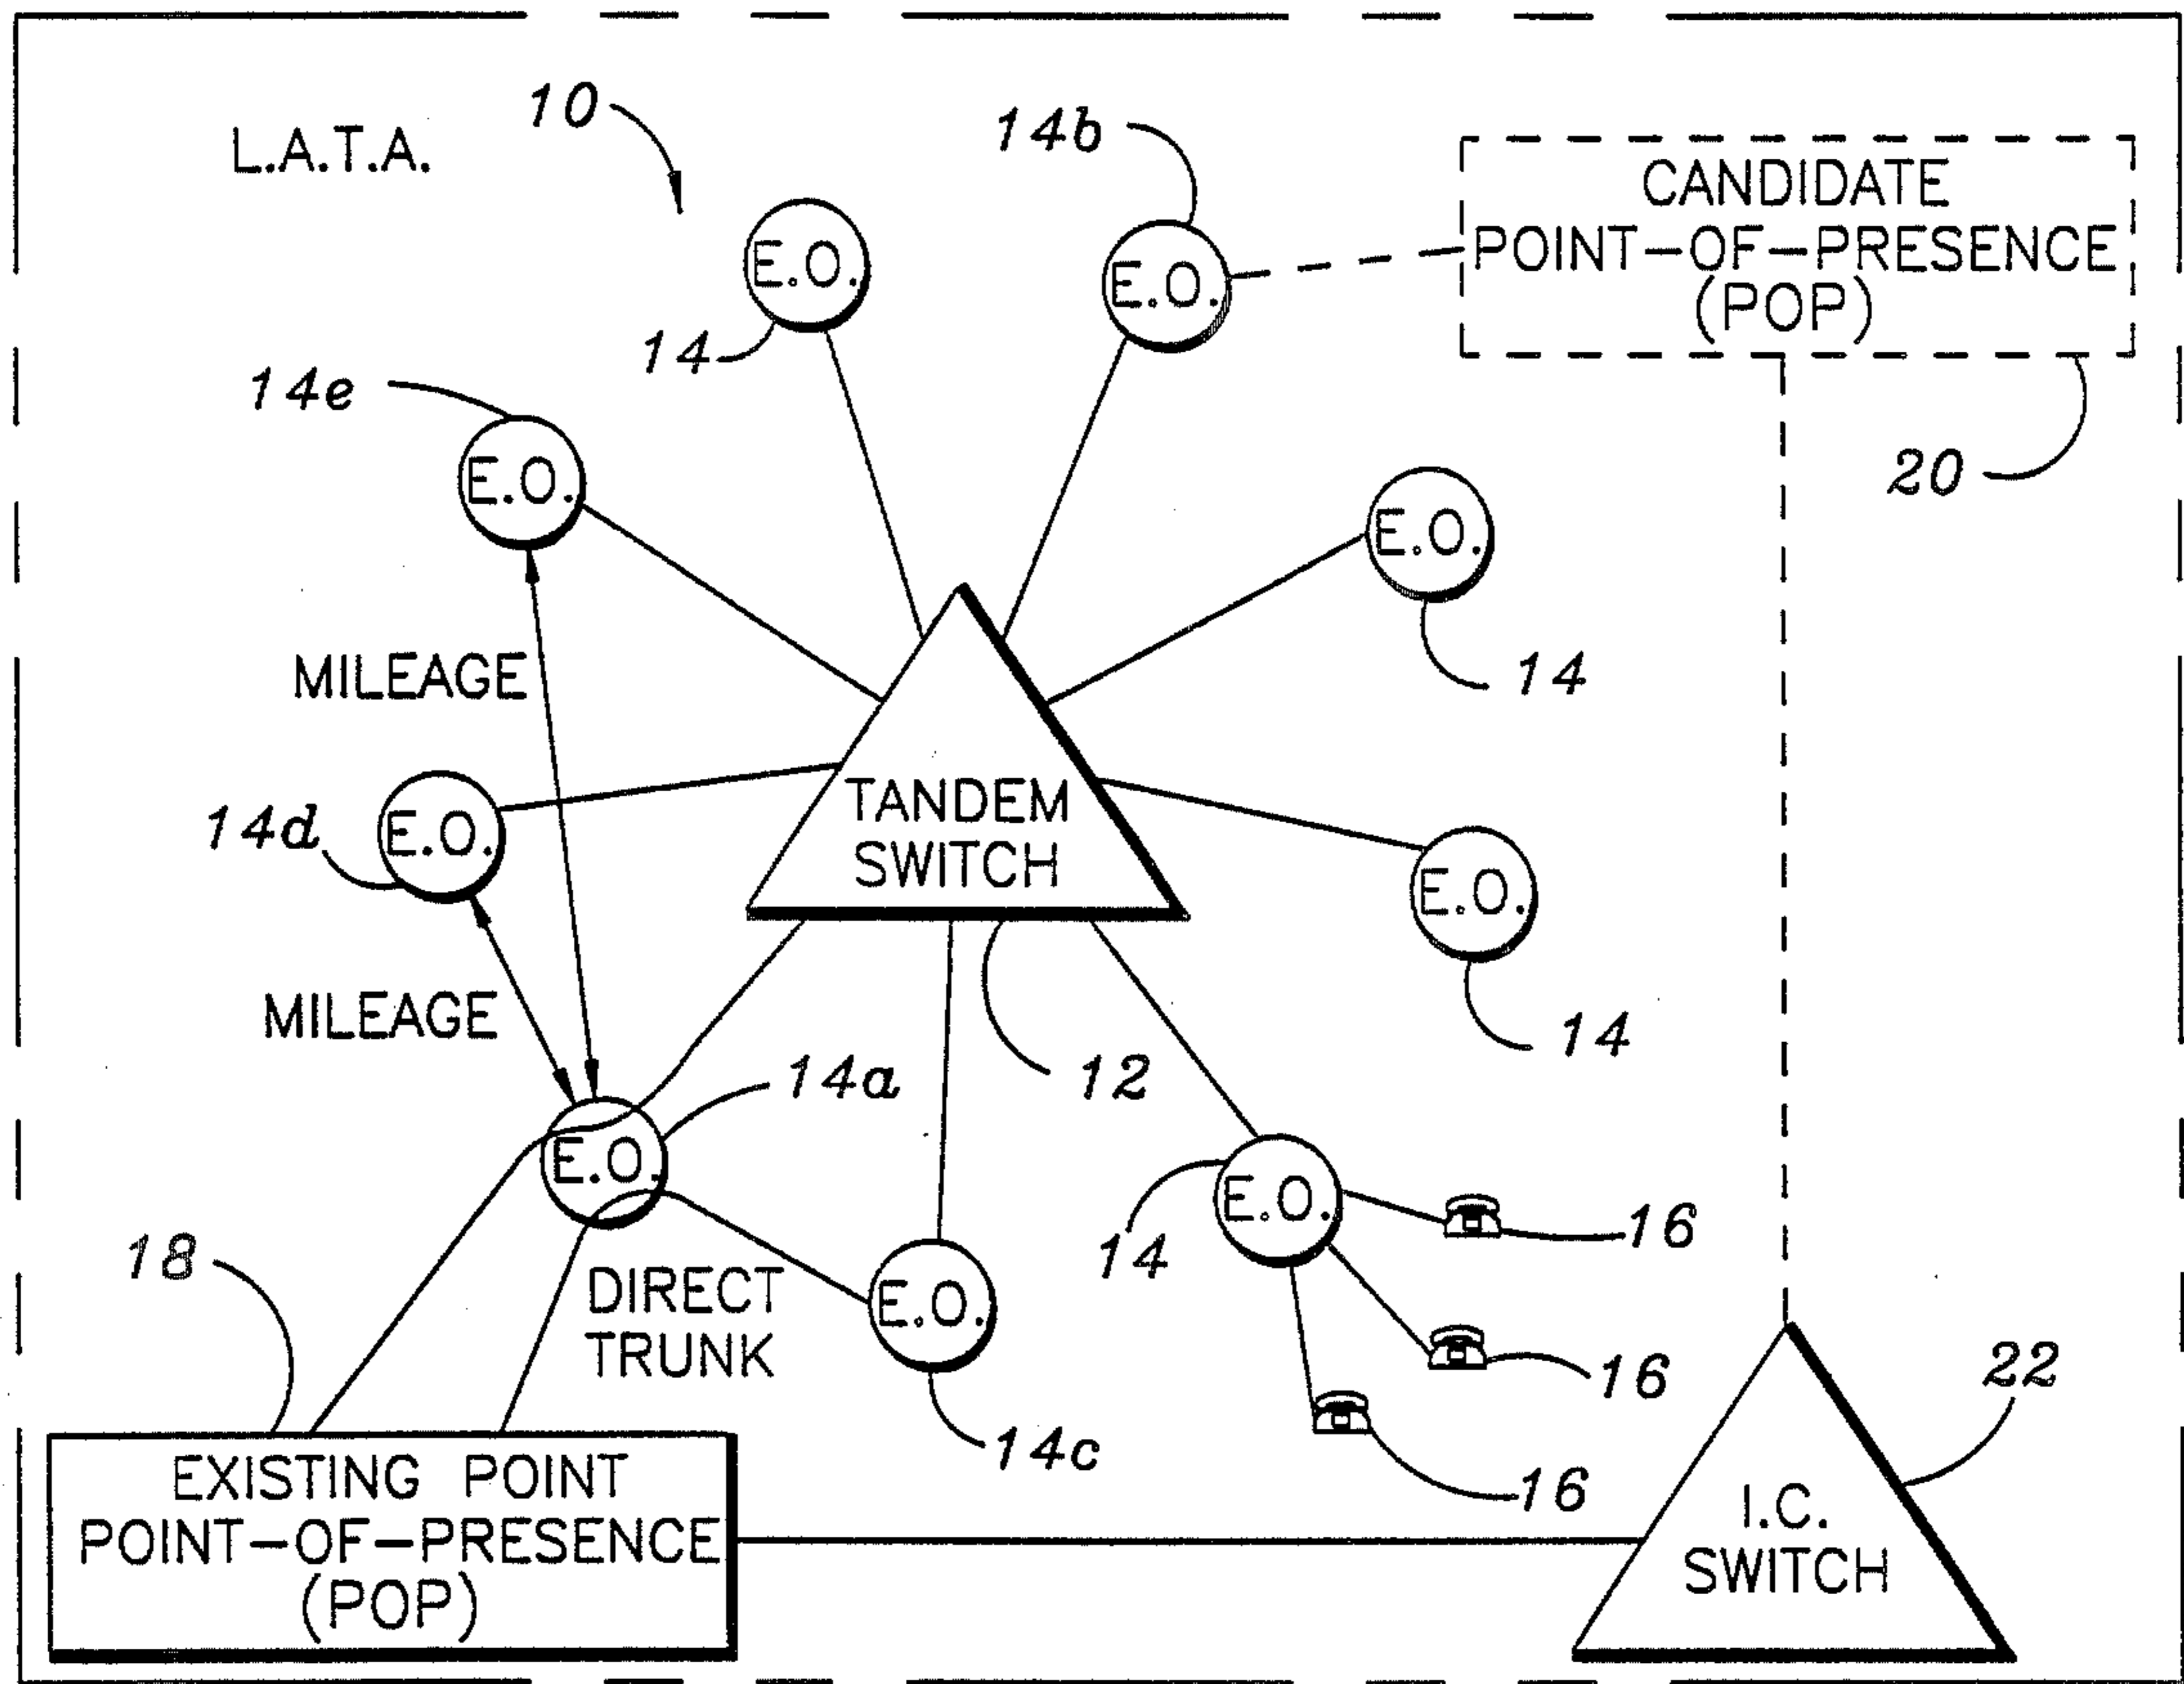 L.A.T.A.
10
14b
CANDIDATE
POINT-OF-PRESENCE
(POP)
E.O.
E.O.
14
14e
E.O.
20
E.O.
14
MILEAGE
TANDEM
SWITCH
14d
E.O.
E.O.
14
MILEAGE
12
14a
E.O.
E.O.
14
16
18
DIRECT
TRUNK
E.O.
16
22
14c
16
EXISTING POINT
POINT-OF-PRESENCE
(POP)
I.C.
SWITCH